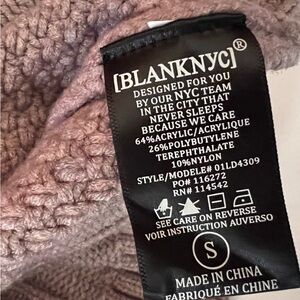 [BLANKNYC]®
DESIGNED FOR YOU
BY OUR NYC TEAM
IN THE CITY THAT
NEVER SLEEPS
BECAUSE WE CARE
64%ACRYLIC/ACRYLIQUE
26%POLYBUTYLENE
TEREPHTHALATE
10%NYLON
STYLE/MODELE# 01LD4309
PO# 116272
RN# 114542
SEE CARE ON REVERSE
VOIR INSTRUCTION AUVERSO
S
MADE IN CHINA
FABRIQUÉ EN CHINE